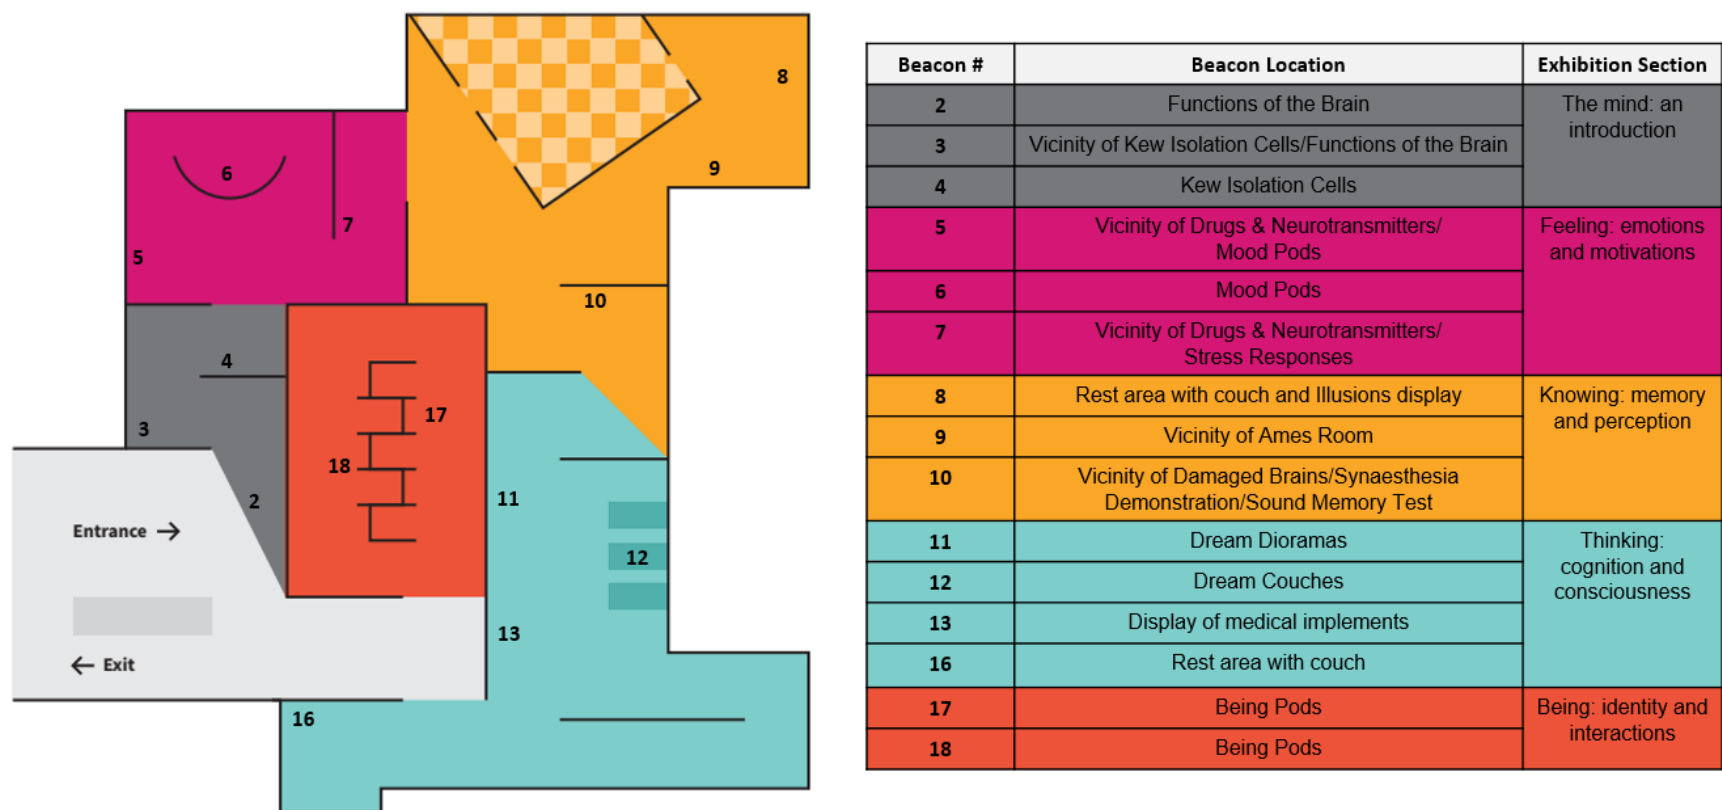 8
6
9
7
5
10
4
17
3
18
11
2
Entrance →
12
13
← Exit
16
Beacon # Beacon Location Exhibition Section
2 Functions of the Brain The mind: an
introduction
3 Vicinity of Kew Isolation Cells/Functions of the Brain
4 Kew Isolation Cells
5 Vicinity of Drugs & Neurotransmitters/ Feeling: emotions
Mood Pods and motivations
6 Mood Pods
7 Vicinity of Drugs & Neurotransmitters/
Stress Responses
8 Rest area with couch and Illusions display Knowing: memory
and perception
9 Vicinity of Ames Room
10 Vicinity of Damaged Brains/Synaesthesia
Demonstration/Sound Memory Test
11 Dream Dioramas Thinking:
cognition and
12 Dream Couches
consciousness
13 Display of medical implements
16 Rest area with couch
17 Being Pods Being: identity and
interactions
18 Being Pods